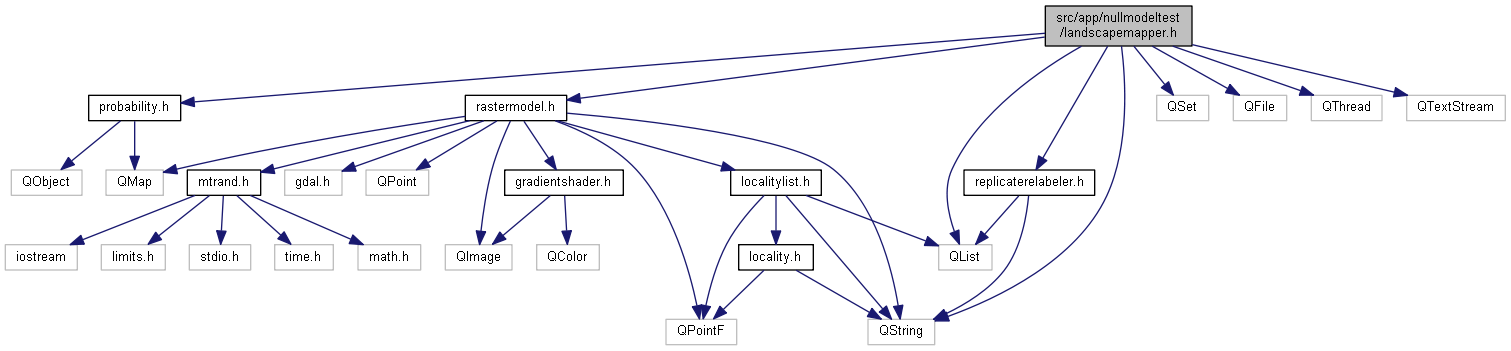 src/app/nullmodeltest
/landscapemapper.h
probability.h
rastermodel.h
QSet
QFile
QThread
QTextStream
QObject
QMap
mtrand.h
gdal.h
QPoint
gradientshader.h
localitylist.h
replicaterelabeler.h
iostream
limits.h
stdio.h
time.h
math.h
QImage
QColor
locality.h
QList
QPointF
QString